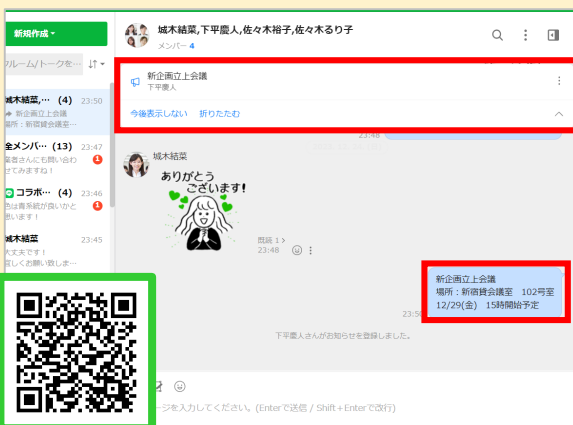 新規作成
城木結菜,下平慶人,佐々木裕子,佐々木るり子
メンバー 4
クルーム/トークを…
新企画立上会議
下平慶人
今後表示しない 折りたたむ
城木結菜,… (4) 23:50
新企画立上会議
場所：新宿貸会議室…
全メンバ… (13) 23:47
業者さんにも問い合わ
せてみますね！
1
コラボ… (4) 23:46
色は青系統が良いかと
思います！
1
城木結菜 23:45
大丈夫です！
宜しくお願い致しま…
23:48
城木結菜
ありがとう
ございます!
既読 1
23:48
新企画立上会議
場所：新宿貸会議室 102号室
12/29(金) 15時開始予定
下平慶人さんがお知らせを登録しました。
ージを入力してください。(Enterで送信 / Shift+Enterで改行)